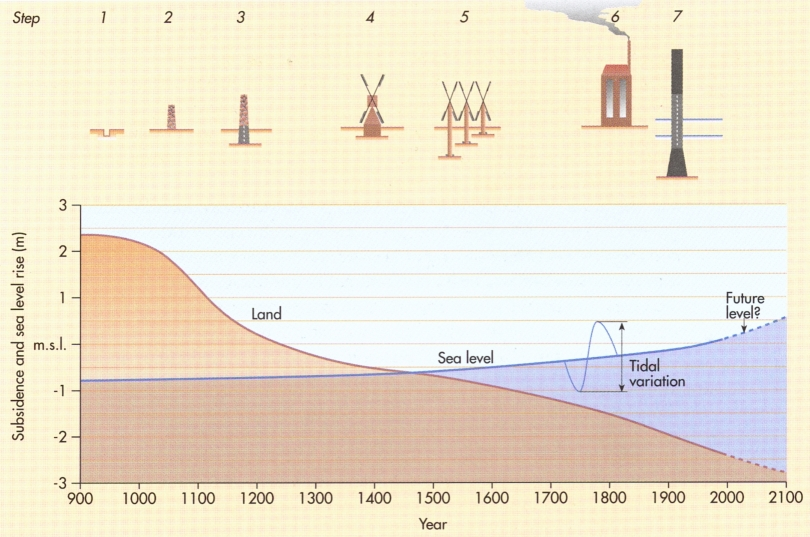 Step 1 2 3 4 5 6 7
Subsidence and sea level rise (m)
3
2
1
m.s.l.
-1
-2
-3
Land
Sea level
Tidal
variation
Future
level?
900 1000 1100 1200 1300 1400 1500 1600 1700 1800 1900 2000 2100
Year